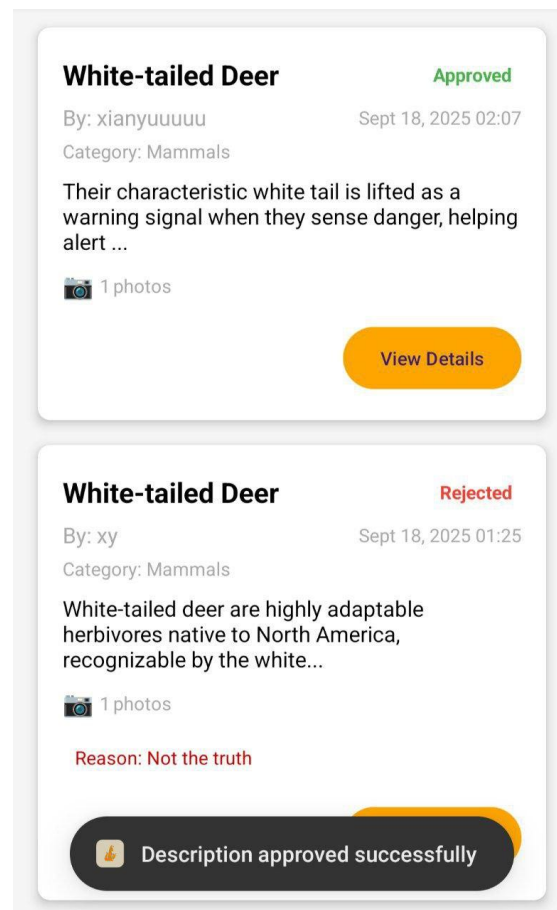 White-tailed Deer
Approved
By: xianyuuuuu
Sept 18, 2025 02:07
Category: Mammals
Their characteristic white tail is lifted as a
warning signal when they sense danger, helping
alert ...
1 photos
View Details
White-tailed Deer
Rejected
By: xy
Sept 18, 2025 01:25
Category: Mammals
White-tailed deer are highly adaptable
herbivores native to North America,
recognizable by the white...
1 photos
Reason: Not the truth
Description approved successfully